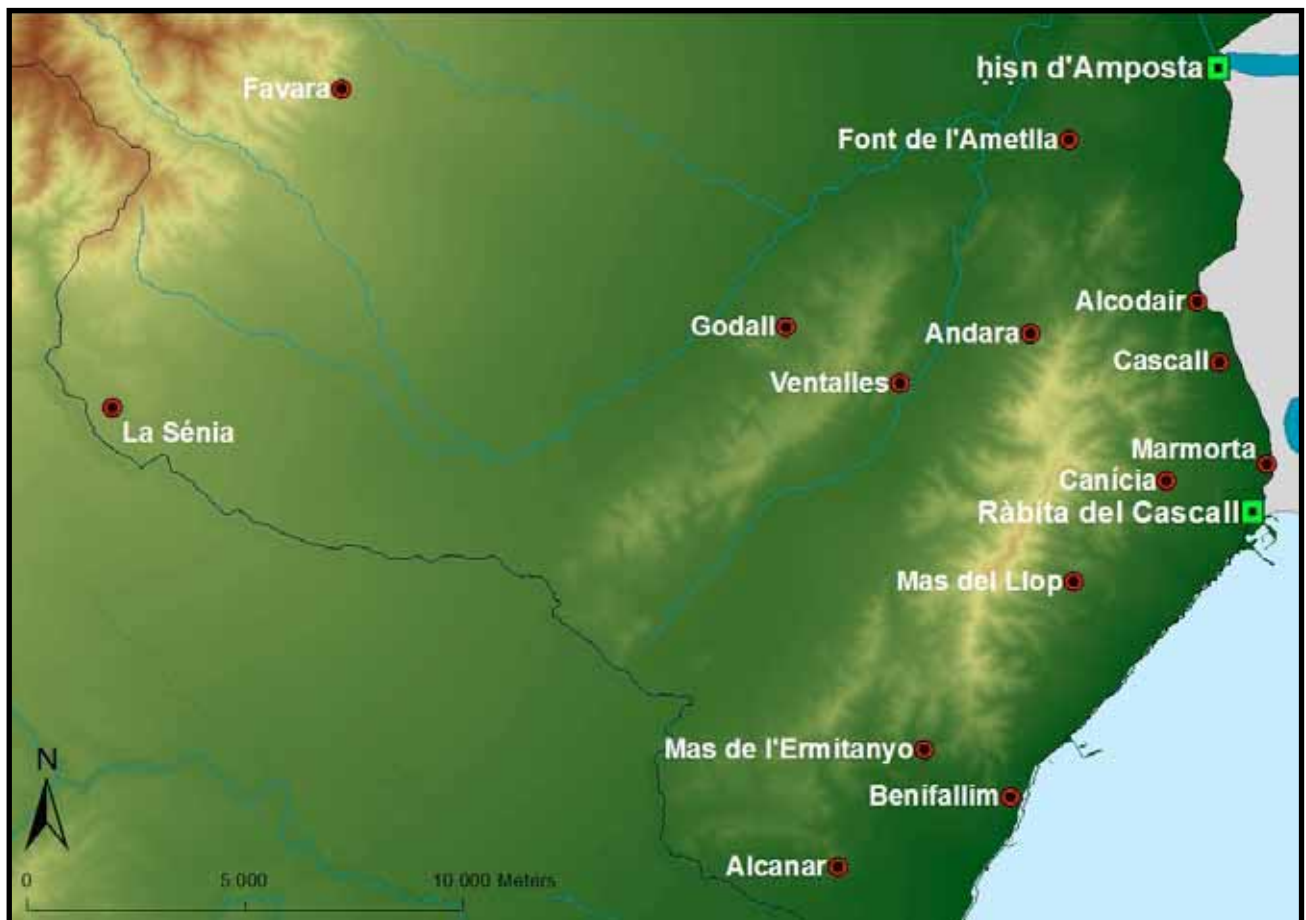 ḥiṣn d'Amposta
Favara
Font de l'Ametlla
Alcodair
Godall
Andara
Cascall
Ventalles
La Sénia
Marmorta
Canícia
Ràbita del Cascall
Mas del Llop
Mas de l'Ermitanyo
N
Benifallim
Alcanar
0 5 000 10 000 Meters